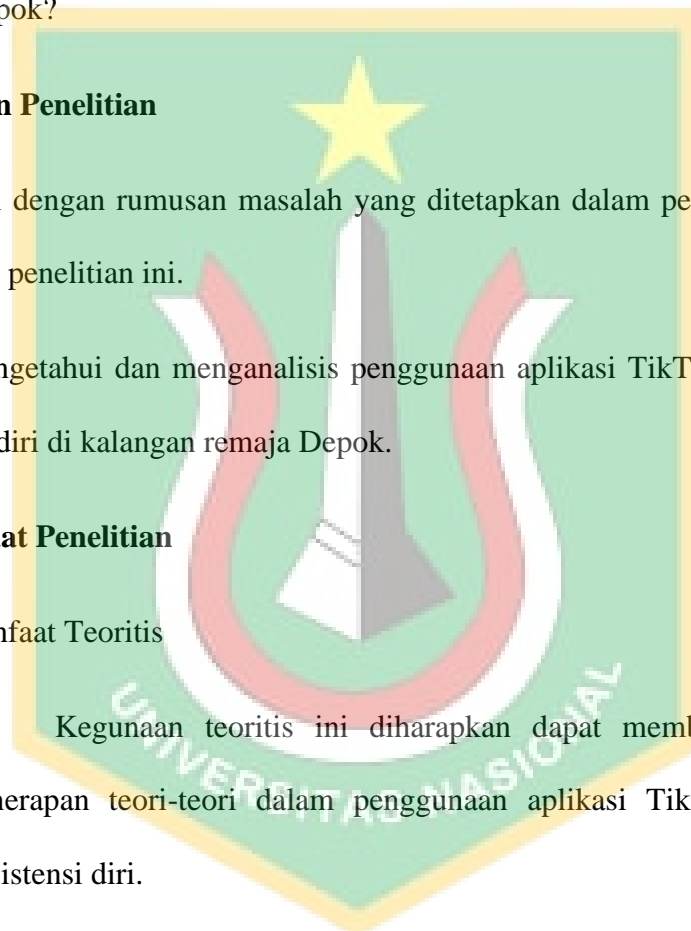 pok?
n Penelitian
dengan rumusan masalah yang ditetapkan dalam pe
penelitian ini.
ngetahui dan menganalisis penggunaan aplikasi TikT
diri di kalangan remaja Depok.
at Penelitian
nfaat Teoritis
Kegunaan teoritis ini diharapkan dapat memb
nerapan teori-teori dalam penggunaan aplikasi Tik
istensi diri.
UNIVERSITAS NASIONAL